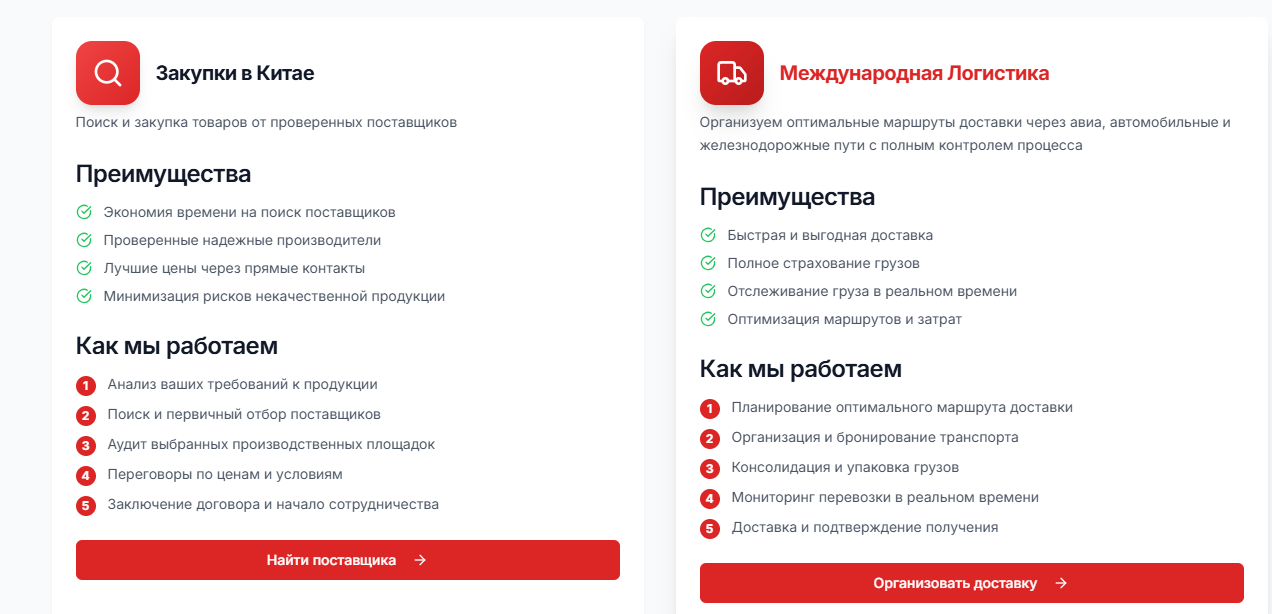 Закупки в Китае
Поиск и закупка товаров от проверенных поставщиков
Преимущества
Экономия времени на поиск поставщиков
Проверенные надежные производители
Лучшие цены через прямые контакты
Минимизация рисков некачественной продукции
Как мы работаем
1 Анализ ваших требований к продукции
2 Поиск и первичный отбор поставщиков
3 Аудит выбранных производственных площадок
4 Переговоры по ценам и условиям
5 Заключение договора и начало сотрудничества
Найти поставщика →
Международная Логистика
Организуем оптимальные маршруты доставки через авиа, автомобильные и
железнодорожные пути с полным контролем процесса
Преимущества
Быстрая и выгодная доставка
Полное страхование грузов
Отслеживание груза в реальном времени
Оптимизация маршрутов и затрат
Как мы работаем
1 Планирование оптимального маршрута доставки
2 Организация и бронирование транспорта
3 Консолидация и упаковка грузов
4 Мониторинг перевозки в реальном времени
5 Доставка и подтверждение получения
Организовать доставку →